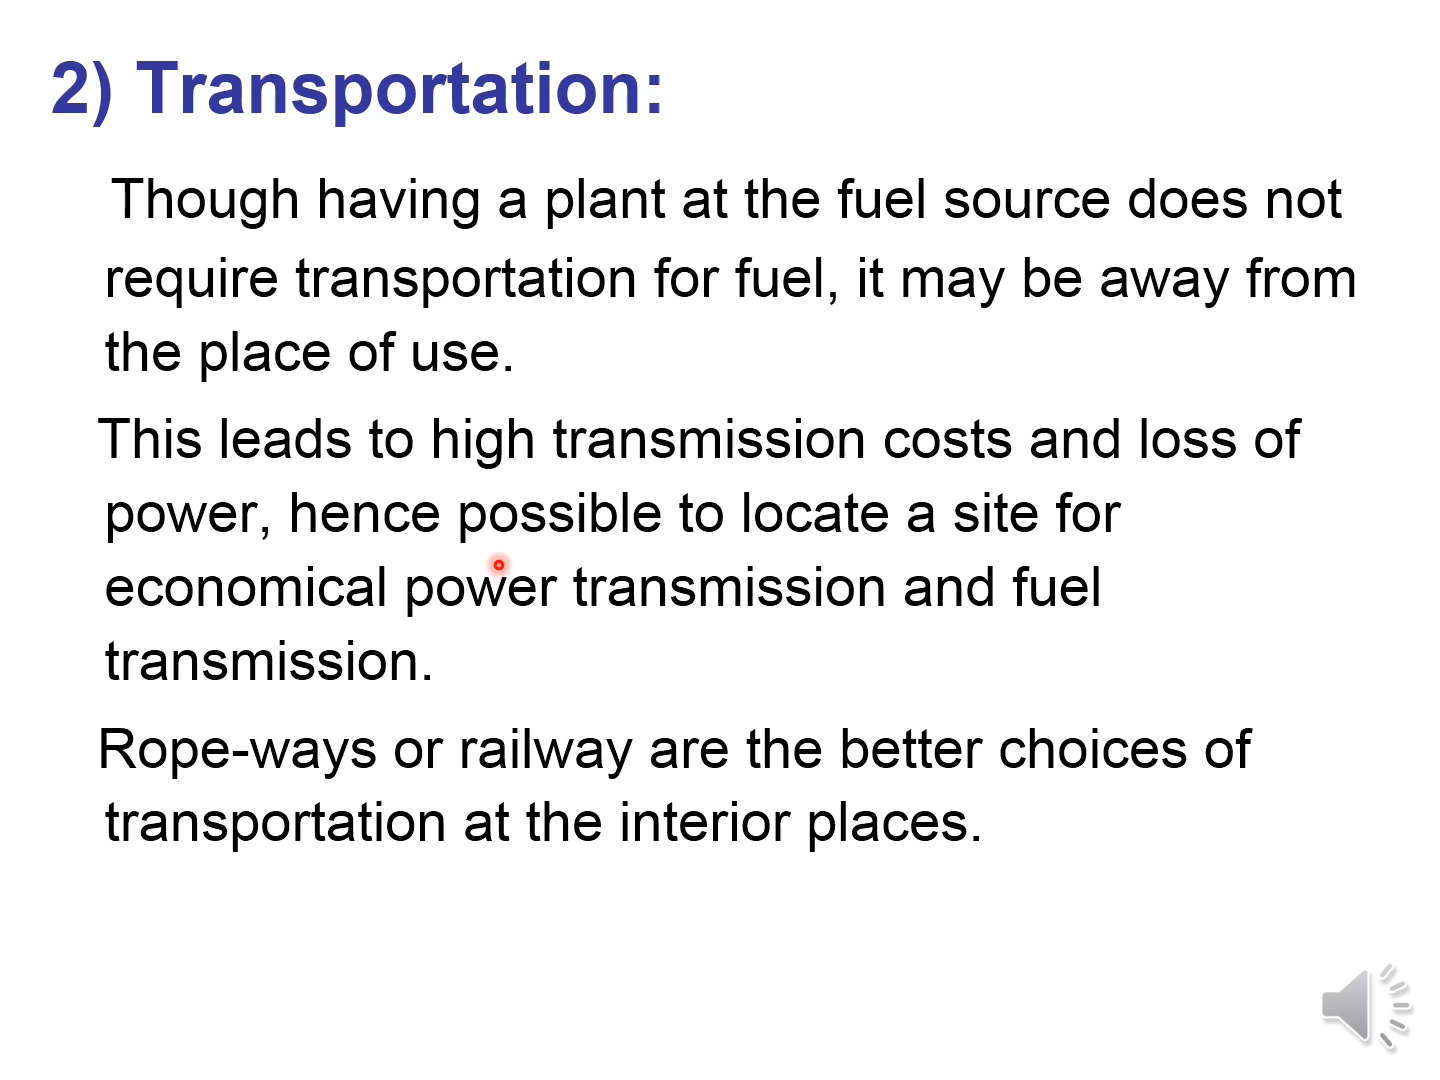 2) Transportation:
Though having a plant at the fuel source does not
require transportation for fuel, it may be away from
the place of use.
This leads to high transmission costs and loss of
power, hence possible to locate a site for
economical power transmission and fuel
transmission.
Rope-ways or railway are the better choices of
transportation at the interior places.